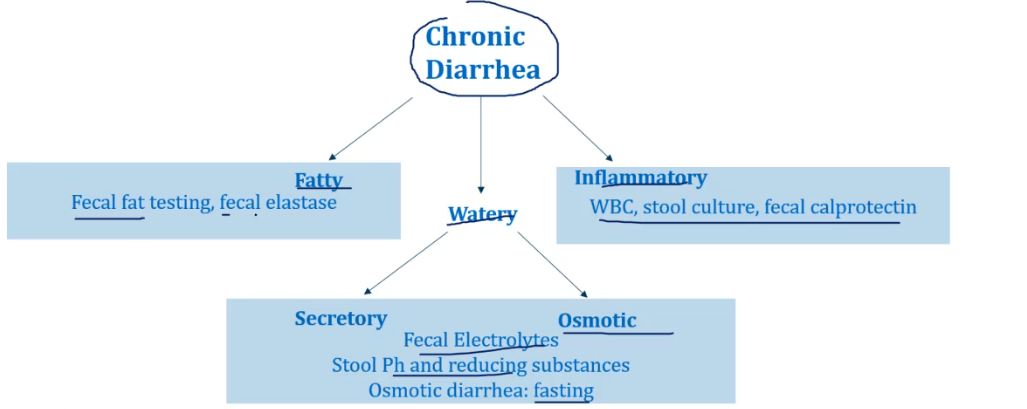 Chronic
Diarrhea
Fatty
Fecal fat testing, fecal elastase
Watery
Inflammatory
WBC, stool culture, fecal calprotectin
Secretory
Osmotic
Fecal Electrolytes
Stool Ph and reducing substances
Osmotic diarrhea: fasting